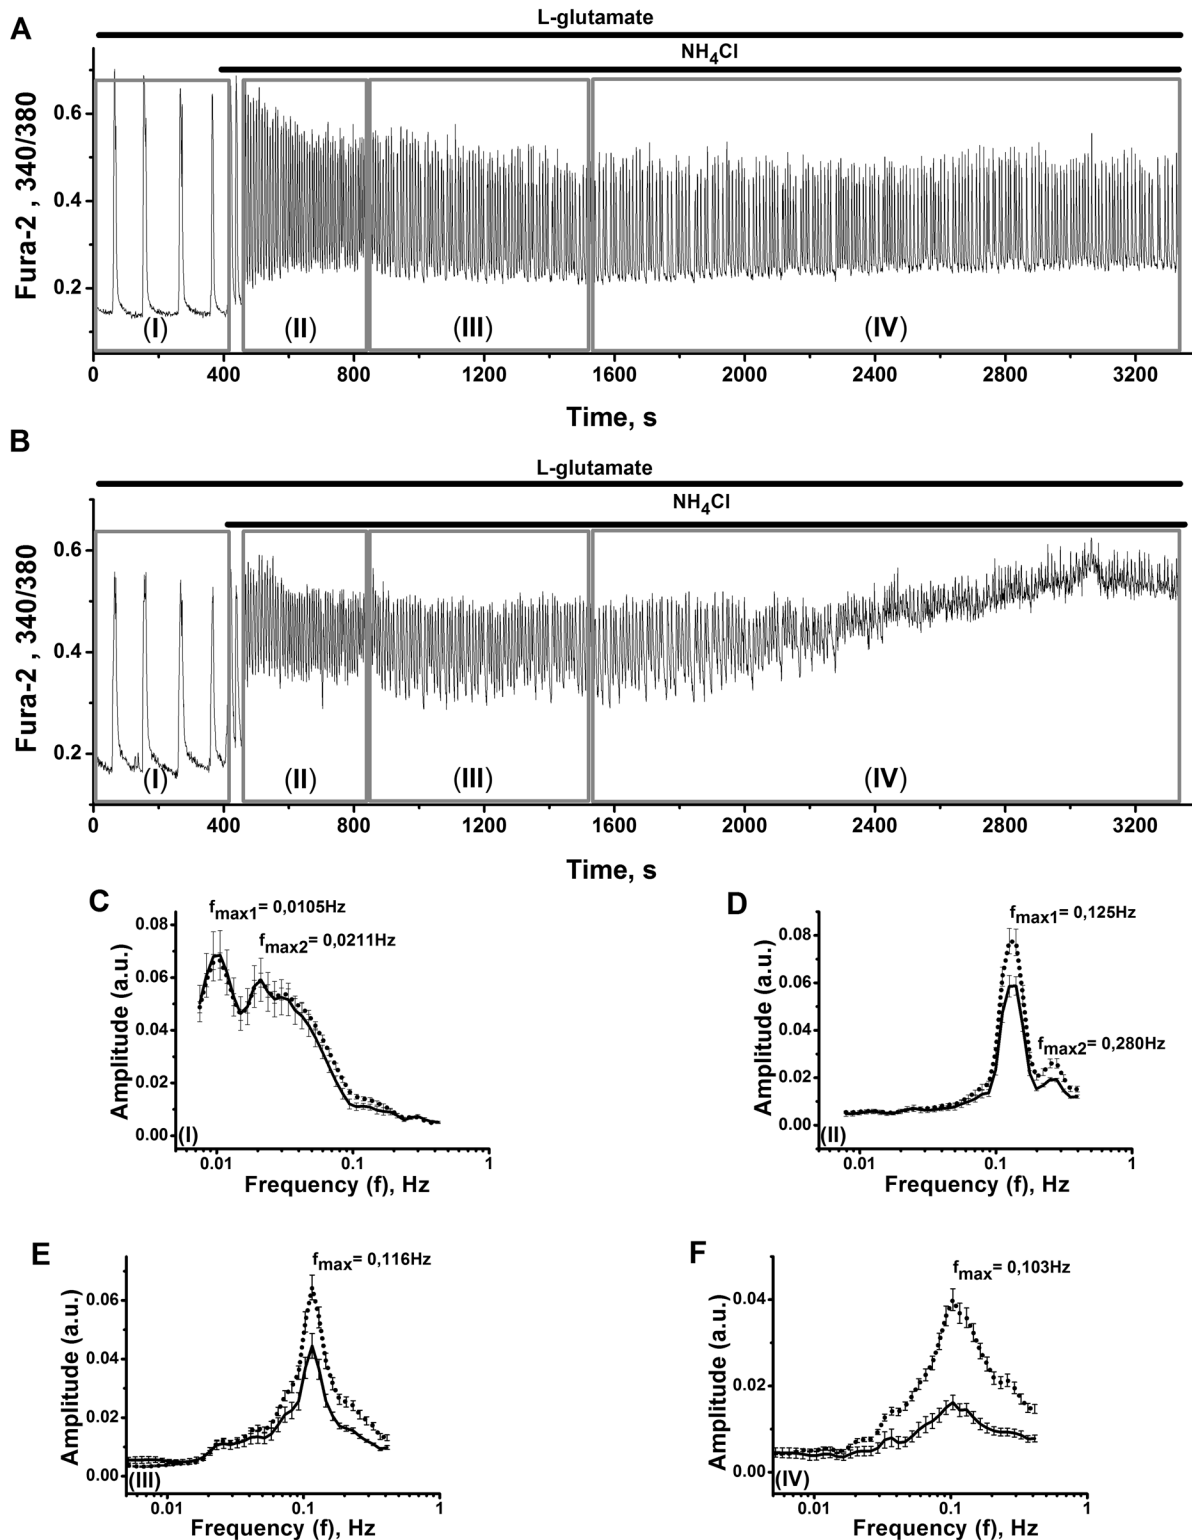 A
L-glutamate
NH4Cl
Fura-2 , 340/380
0.6
0.4
0.2
(I)
(II)
(III)
(IV)
0
400
800
1200
1600
2000
2400
2800
3200
Time, s
B
L-glutamate
NH4Cl
Fura-2 , 340/380
0.6
0.4
0.2
(I)
(II)
(III)
(IV)
0
400
800
1200
1600
2000
2400
2800
3200
Time, s
C
fmax1= 0,0105Hz
fmax2= 0,0211Hz
Amplitude (a.u.)
0.08
0.06
0.04
0.02
0.00
(I)
0.01
0.1
1
Frequency (f), Hz
D
fmax1= 0,125Hz
fmax2= 0,280Hz
Amplitude (a.u.)
0.08
0.06
0.04
0.02
0.00
(II)
0.01
0.1
1
Frequency (f), Hz
E
fmax= 0,116Hz
Amplitude (a.u.)
0.06
0.04
0.02
0.00
(III)
0.01
0.1
1
Frequency (f), Hz
F
fmax= 0,103Hz
Amplitude (a.u.)
0.04
0.02
0.00
(IV)
0.01
0.1
1
Frequency (f), Hz